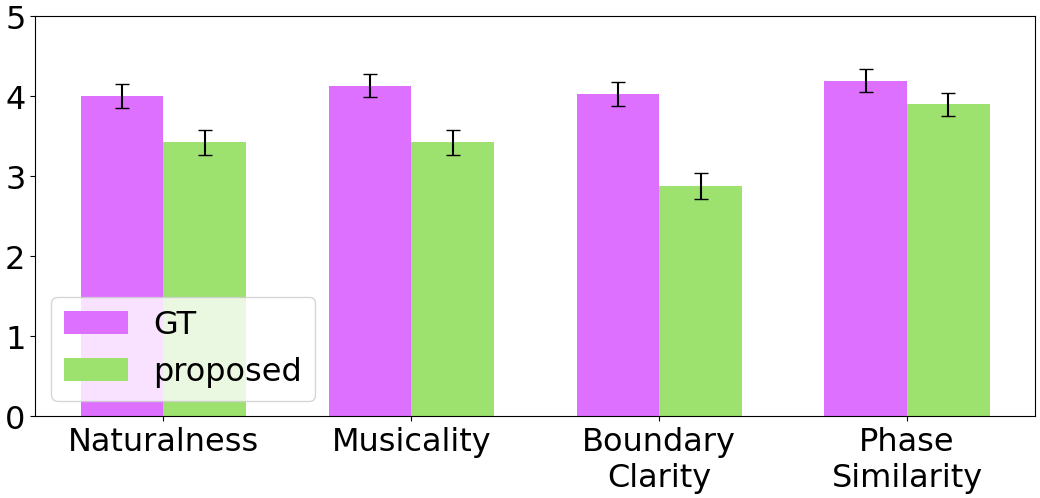 5
4
3
2
1
0
GT
proposed
Naturalness
Musicality
Boundary
Clarity
Phase
Similarity